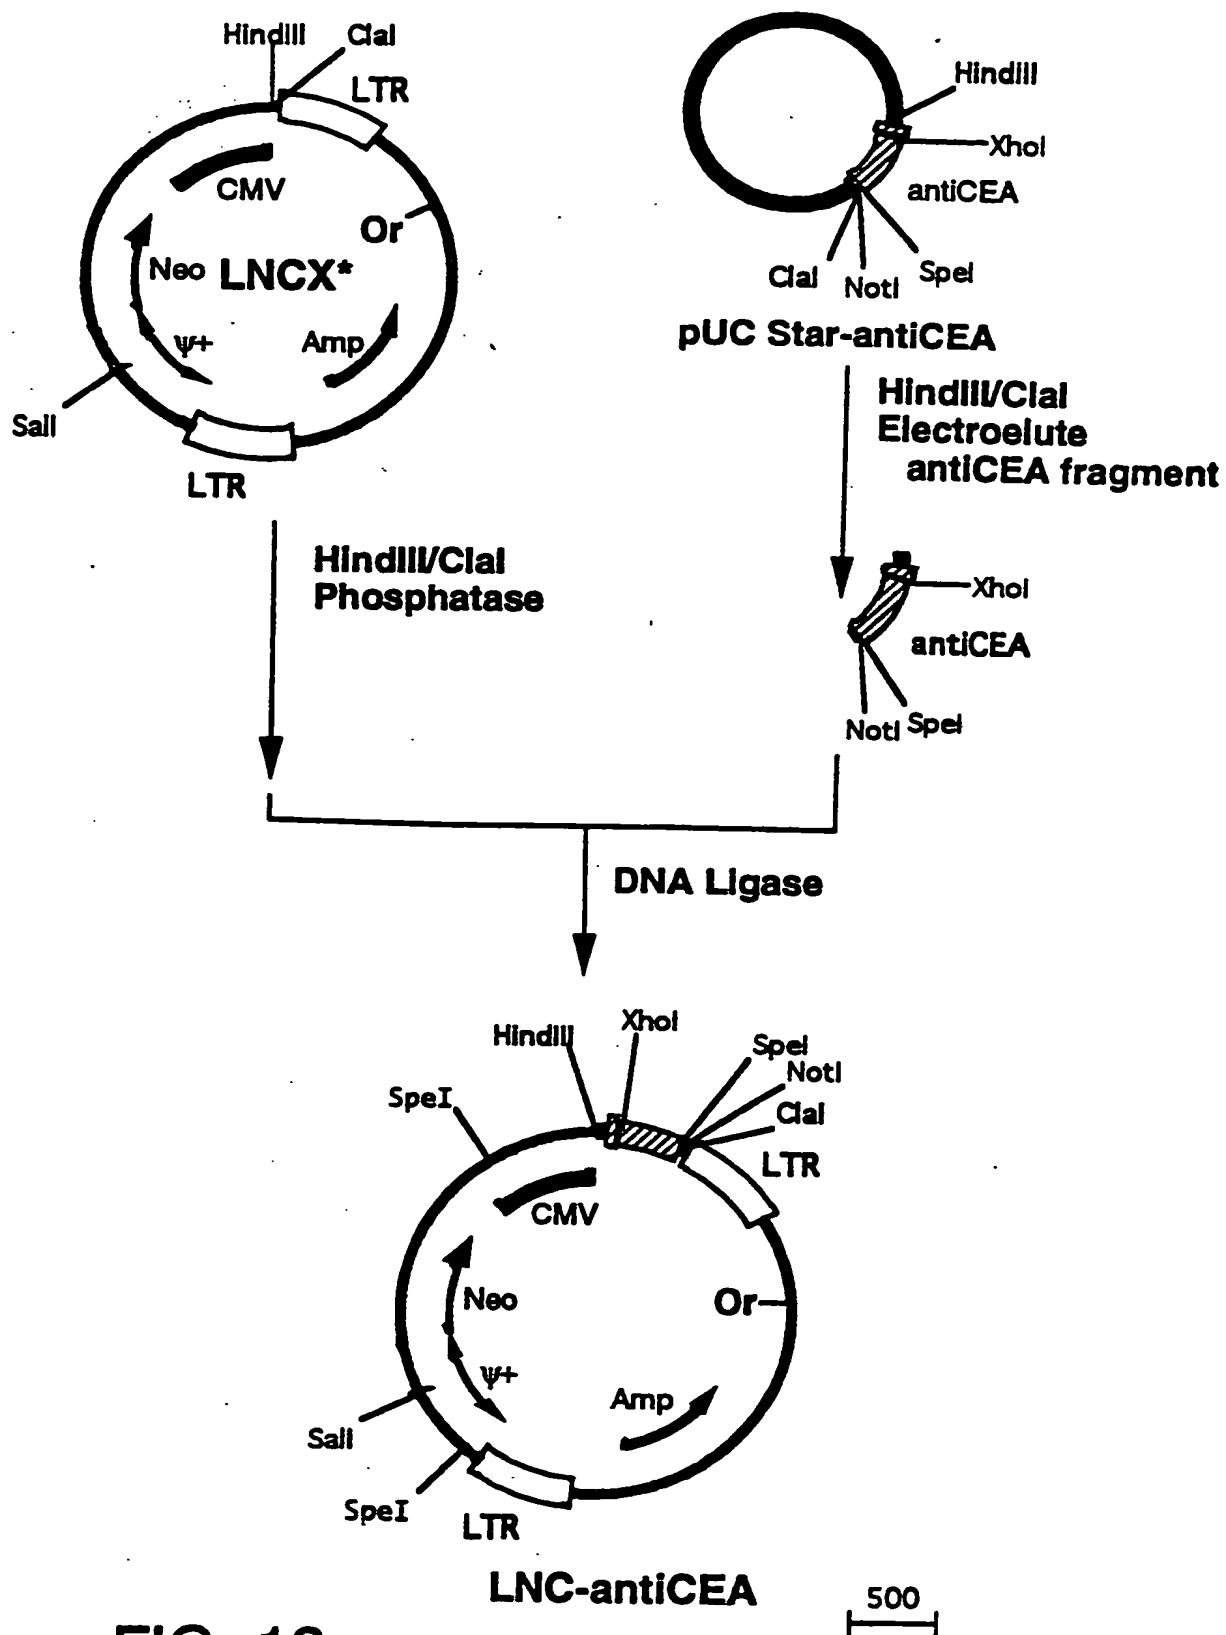 HindIII
ClaI
LTR
CMV
Or
Neo
LNCX*
ψ+
Amp
SalI
LTR
HindIII
XhoI
antiCEA
ClaI
NotI
SpeI
pUC Star-antiCEA
HindIII/ClaI
Electroelute
antiCEA fragment
HindIII/ClaI
Phosphatase
XhoI
antiCEA
NotI
SpeI
DNA Ligase
HindIII
XhoI
SpeI
NotI
ClaI
SpeI
LTR
CMV
Neo
Or
ψ+
Amp
SalI
SpeI
LTR
LNC-antiCEA
500